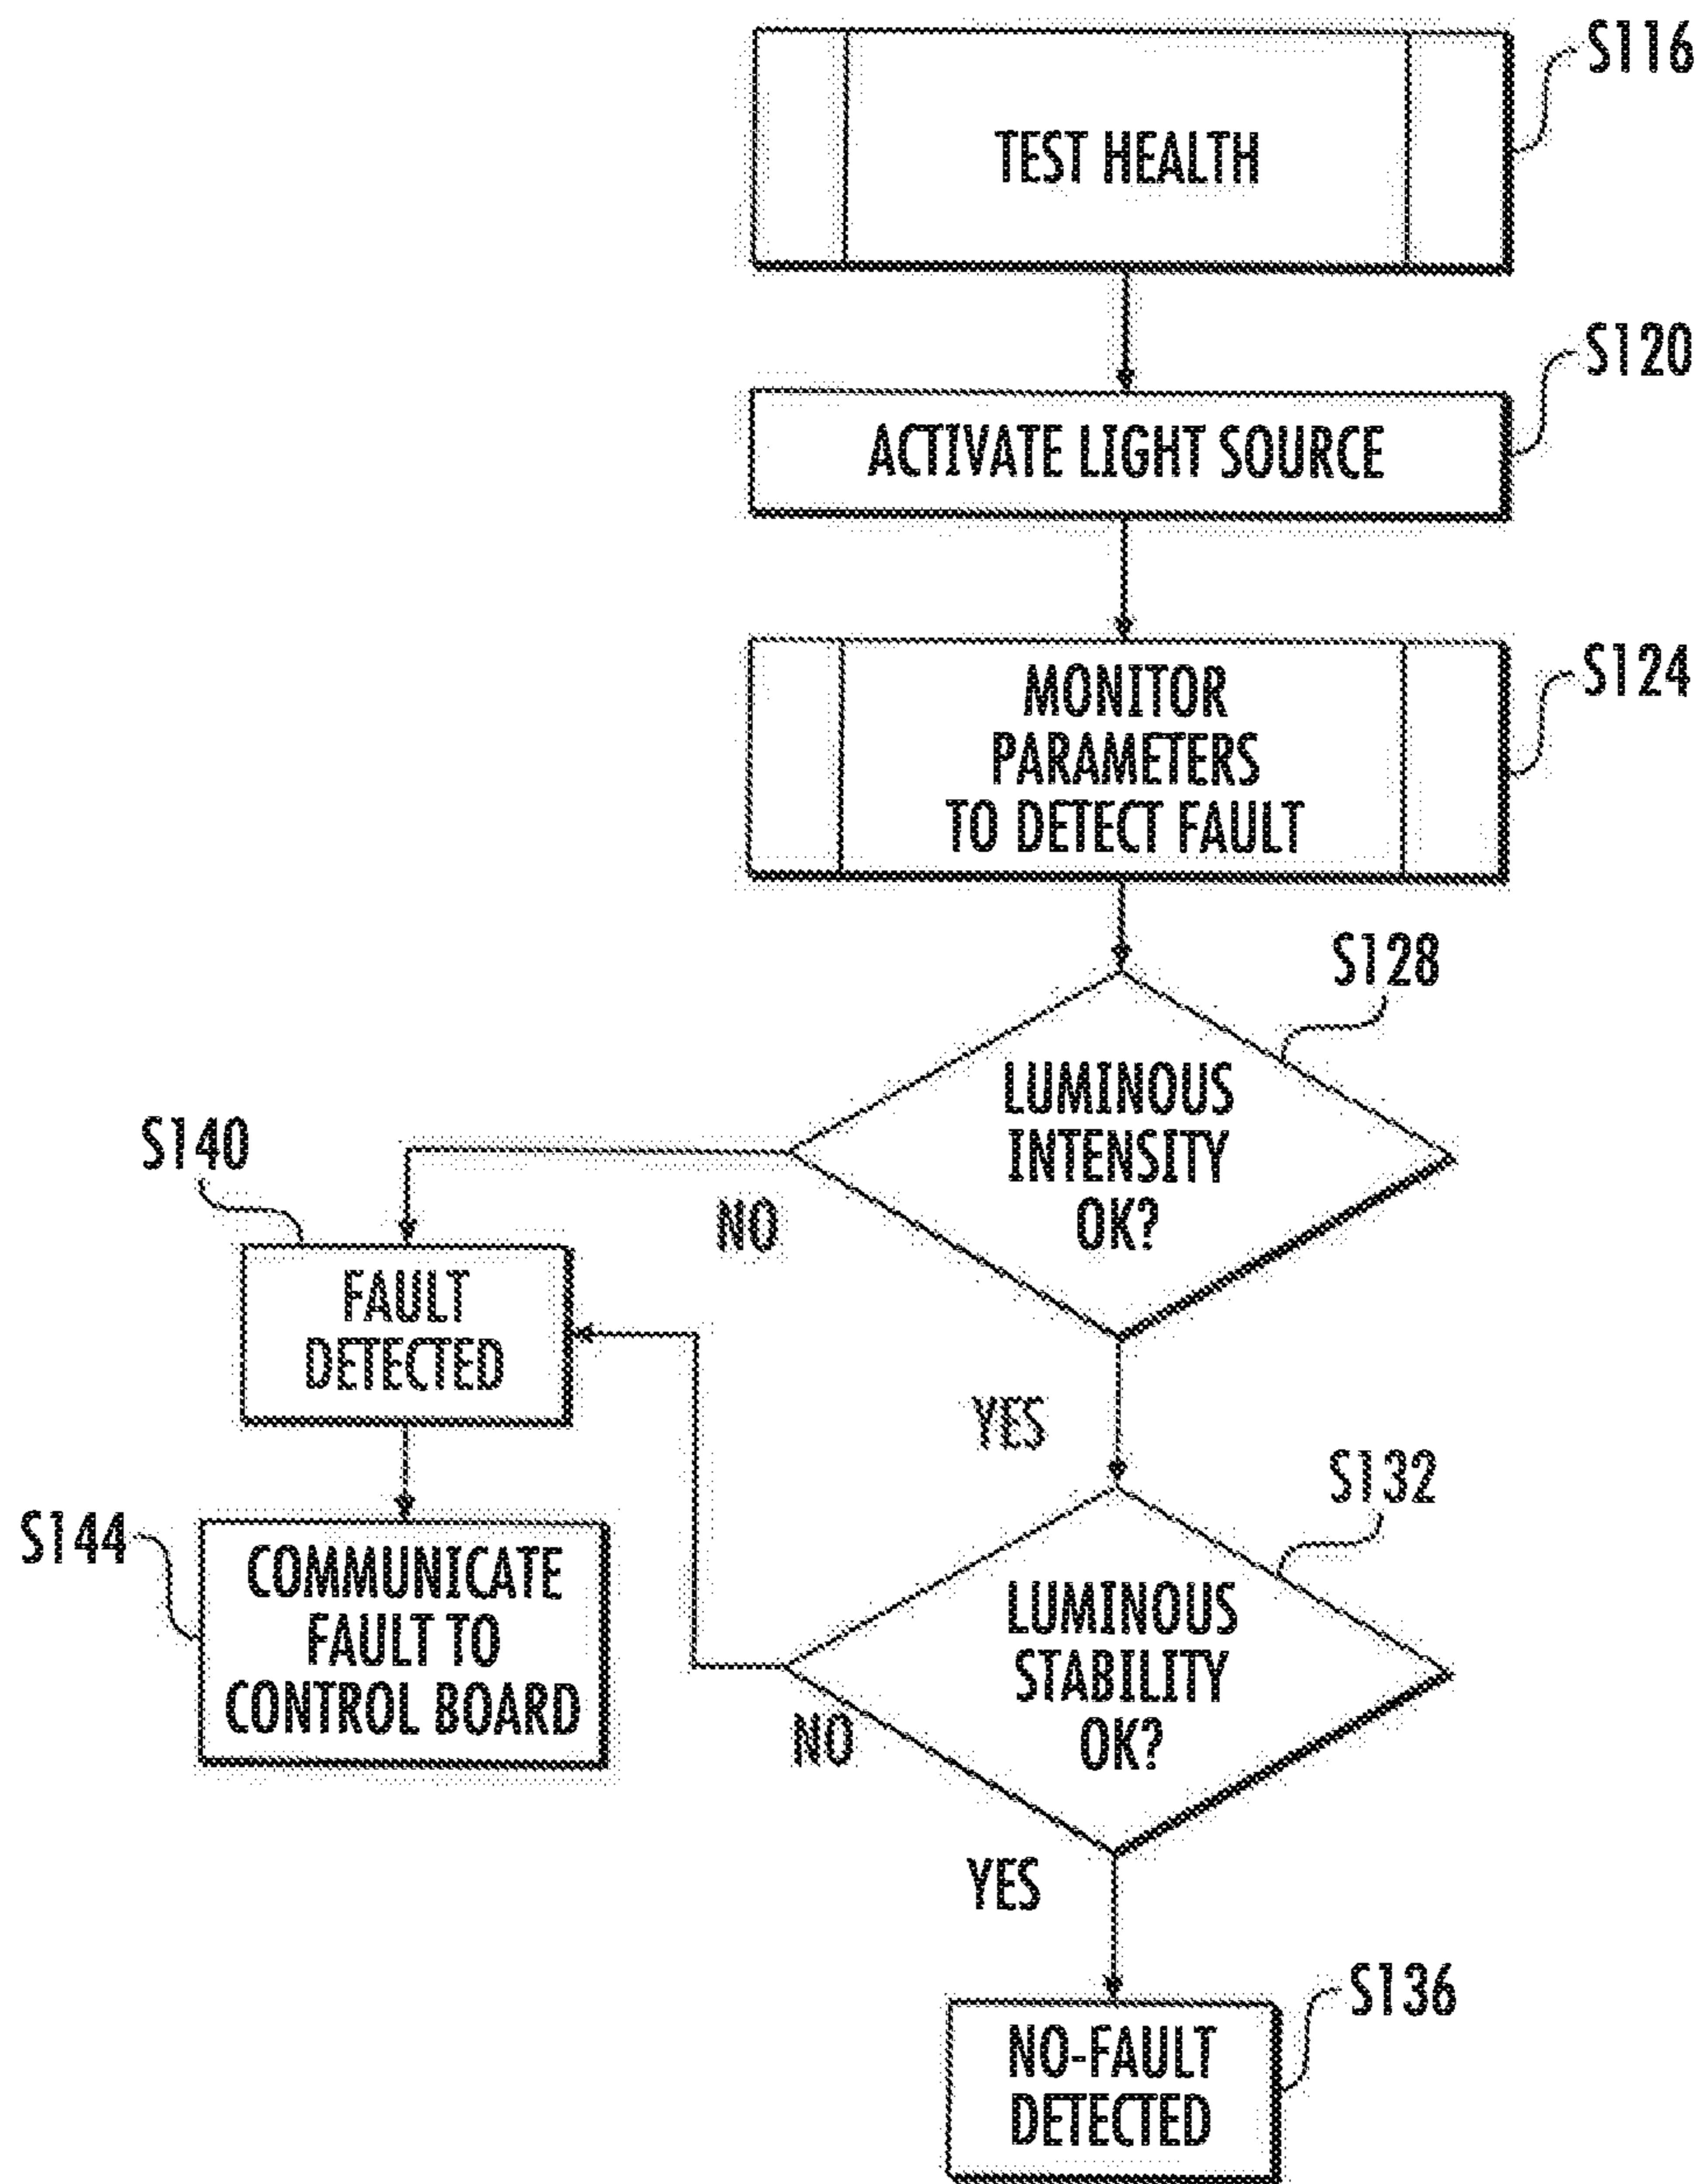 S116
TEST HEALTH
S120
ACTIVATE LIGHT SOURCE
S124
MONITOR
PARAMETERS
TO DETECT FAULT
S128
LUMINOUS
INTENSITY
OK?
NO
S140
FAULT
DETECTED
YES
S132
S144
COMMUNICATE
FAULT TO
CONTROL BOARD
LUMINOUS
STABILITY
OK?
NO
YES
S136
NO-FAULT
DETECTED